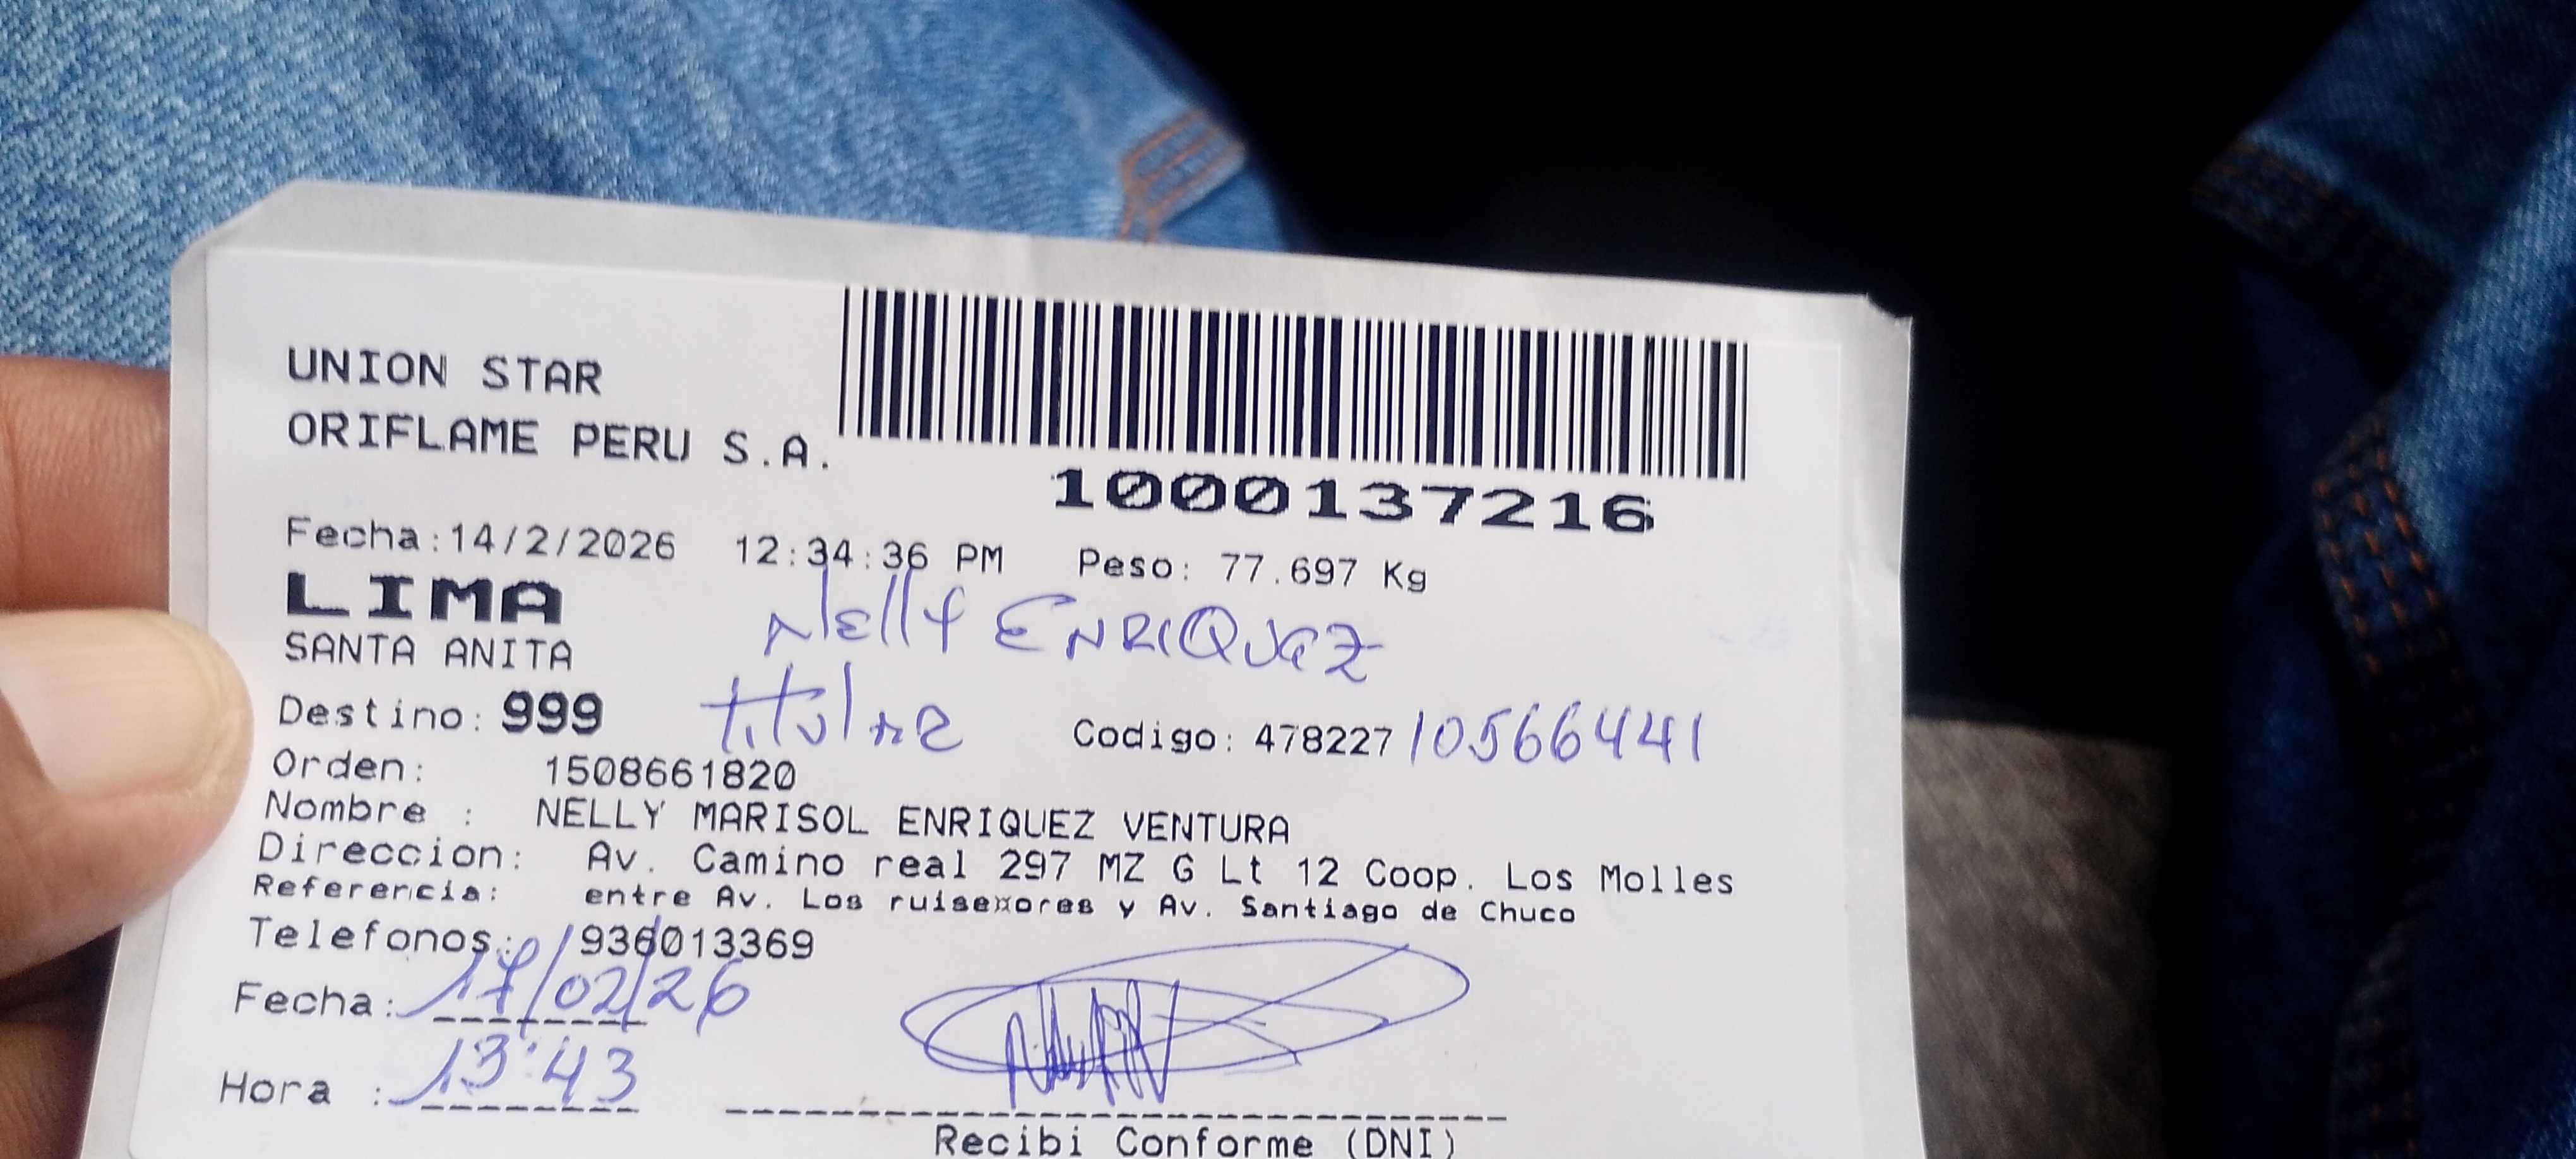 UNION STAR
ORIFLAME PERU S.A.
1000137216
Fecha:14/2/2026 12:34:36 PM Peso: 77.697 Kg
LIMA
Nelly ENRIQUEZ
SANTA ANITA
Destino: 999
Codigo: 478227 10566441
Orden: 1508661820
Nombre : NELLY MARISOL ENRIQUEZ VENTURA
Direccion: Av. Camino real 297 MZ G Lt 12 Coop. Los Molles
Referencia: entre Av. Los y Av. Santiago de Chuco
Telefonos: 936013369
Fecha: 17/02/26
Hora : 13:43
Recibi Conforme (DNI)